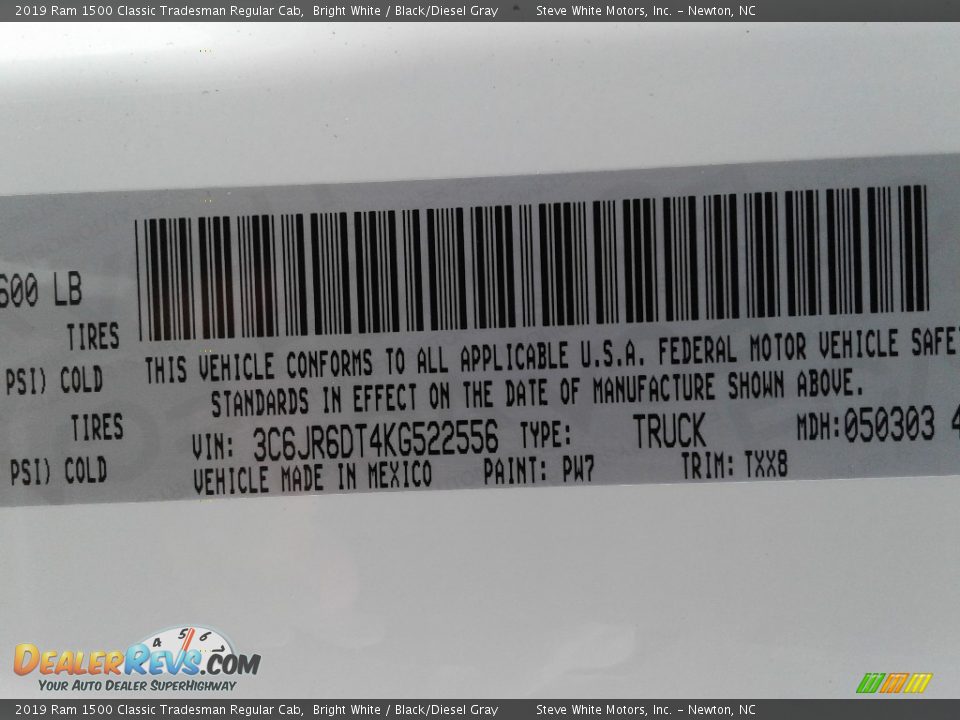 2019 Ram 1500 Classic Tradesman Regular Cab, Bright White / Black/Diesel Gray Steve White Motors, Inc. - Newton, NC
600 LB
TIRES
PSI) COLD
TIRES
PSI) COLD
THIS VEHICLE CONFORMS TO ALL APPLICABLE U.S.A. FEDERAL MOTOR VEHICLE SAFE
STANDARDS IN EFFECT ON THE DATE OF MANUFACTURE SHOWN ABOVE.
VIN: 3C6JR6DT4KG522556 TYPE: TRUCK MDH:050303 4
VEHICLE MADE IN MEXICO PAINT: PW7 TRIM: TXX8
4 5 6
DEALERREVS.COM
YOUR AUTO DEALER SUPERHIGHWAY
2019 Ram 1500 Classic Tradesman Regular Cab, Bright White / Black/Diesel Gray Steve White Motors, Inc. - Newton, NC